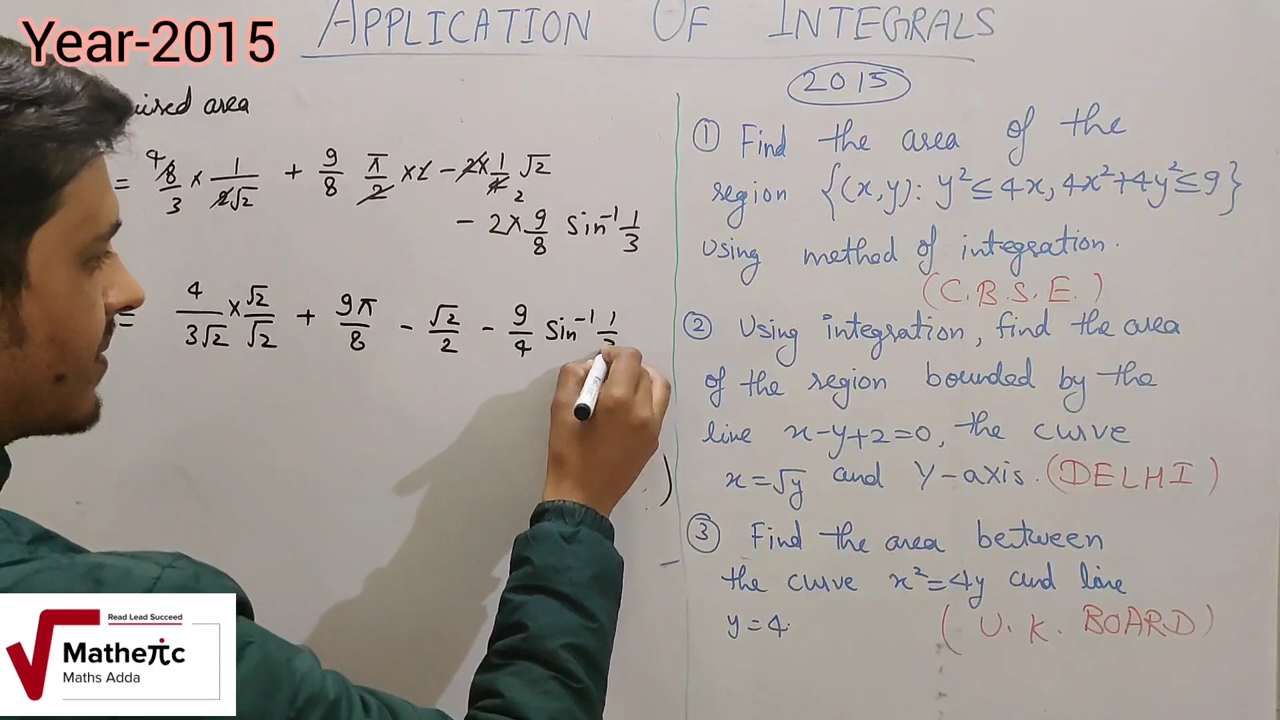 Year-2015
APPLICATION OF INTEGRALS
2015
area
= 8/3 4 × 1/2√2 + 9/8 π/2 × 2 - 2 × 1/4 2 √2
- 2 × 9/8 Sin⁻¹ 1/3
= 4/3√2 × √2/√2 + 9π/8 - √2/2 - 9/4 Sin⁻¹ 1/
① Find the area of the
region {(x,y): y² ≤ 4x, 4x²+4y² ≤ 9}
using method of integration.
(C.B.S.E.)
② Using integration, find the area
of the region bounded by the
line x-y+2=0, the curve
x=√y and Y-axis. (DELHI)
③ Find the area between
the curve x²=4y and line
y=4.
(U.K. BOARD)
Read Lead Succeed
Matheπc
Maths Adda